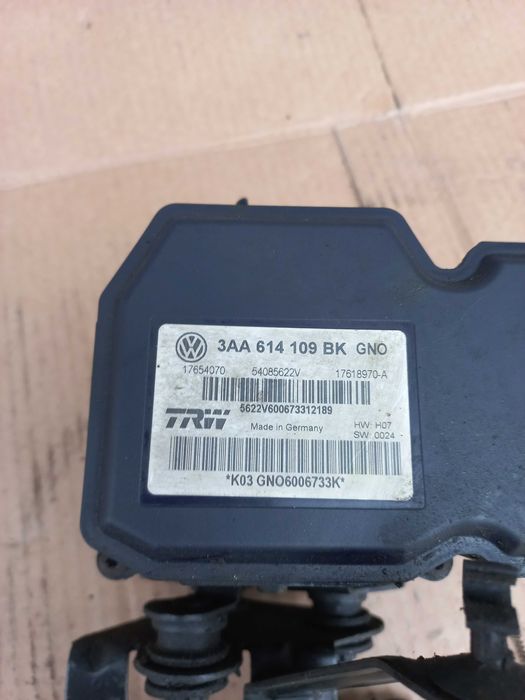 3AA 614 109 BK GNO
17654070 54085622V 17618970-A
5622V600673312189
TRW Made in Germany HW: H07
SW: 0024
*K03 GNO6006733K*